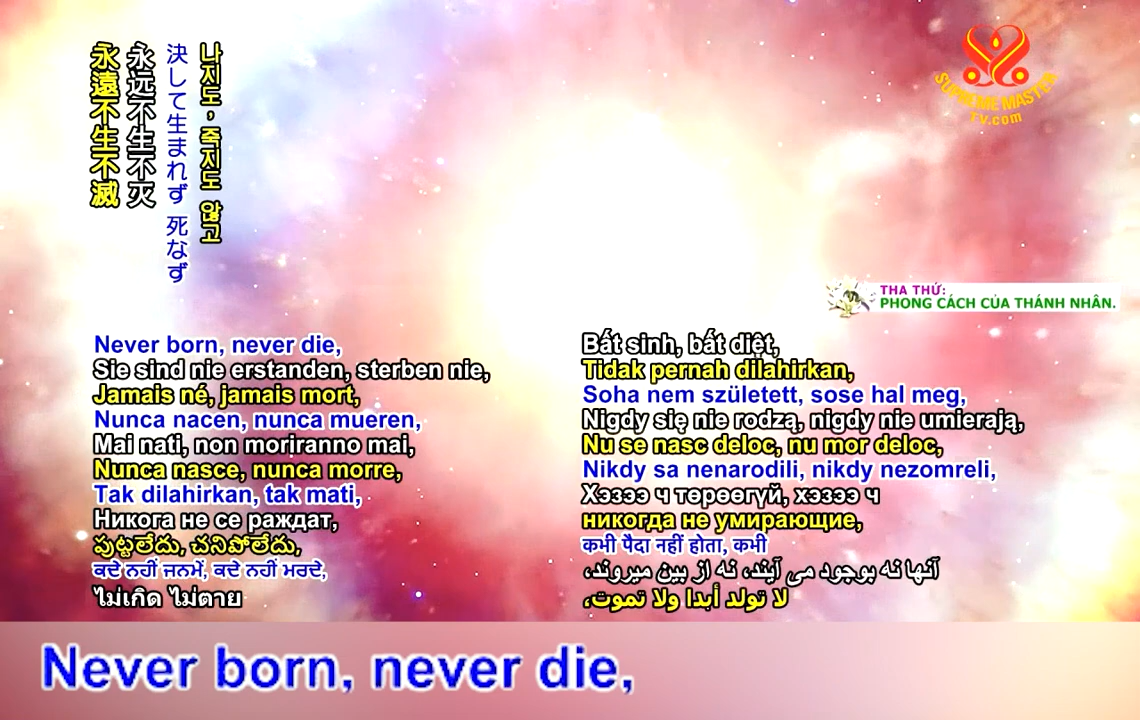 永遠不生不滅
永远不生不灭
決して生まれず 死なず
나지도, 죽지도 않고
SUPREME MASTER
TV.com
THA THỨ:
PHONG CÁCH CỦA THÁNH NHÂN.
Never born, never die,
Sie sind nie erstanden, sterben nie,
Jamais né, jamais mort,
Nunca nacen, nunca mueren,
Mai nati, non moriranno mai,
Nunca nasce, nunca morre,
Tak dilahirkan, tak mati,
Никога не се раждат,
పుట్టలేదు, చనిపోలేదు,
ਕਦੇ ਨਹੀਂ ਜਨਮੇਂ, ਕਦੇ ਨਹੀਂ ਮਰਦੇ,
ไม่เกิด ไม่ตาย
Bất sinh, bất diệt,
Tidak pernah dilahirkan,
Soha nem született, sose hal meg,
Nigdy się nie rodzą, nigdy nie umierają,
Nu se nasc deloc, nu mor deloc,
Nikdy sa nenarodili, nikdy nezomreli,
Хэзээ ч төрөөгүй, хэзээ ч
никогда не умирающие,
कभी पैदा नहीं होता, कभी
آنها نه بوجود می آیند، نه از بین میروند،
لا تولد أبدا ولا تموت،
Never born, never die,